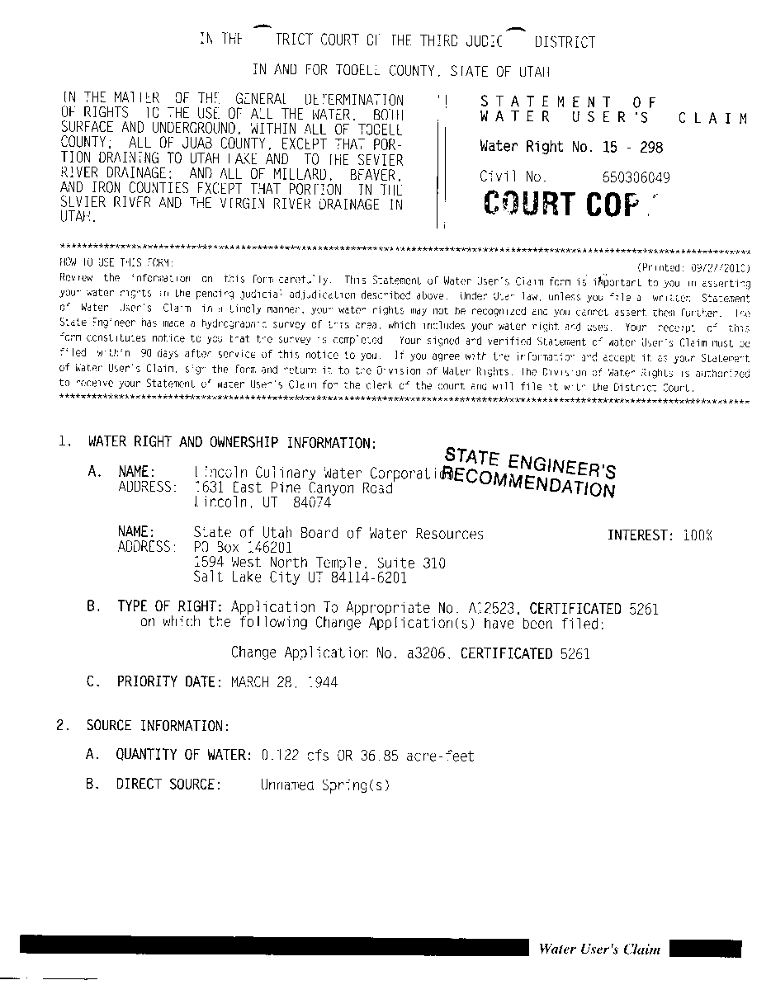 IN THE TRICT COURT OF THE THIRD JUDIC DISTRICT
IN AND FOR TOOELE COUNTY, STATE OF UTAH
IN THE MATTER OF THE GENERAL DETERMINATION
OF RIGHTS TO THE USE OF ALL THE WATER, BOTH
SURFACE AND UNDERGROUND, WITHIN ALL OF TOOELE
COUNTY; ALL OF JUAB COUNTY, EXCEPT THAT POR-
TION DRAINING TO UTAH LAKE AND TO THE SEVIER
RIVER DRAINAGE; AND ALL OF MILLARD, BEAVER,
AND IRON COUNTIES EXCEPT THAT PORTION IN THE
SEVIER RIVER AND THE VIRGIN RIVER DRAINAGE IN
UTAH.
STATEMENT OF
WATER USER'S CLAIM
Water Right No. 15 - 298
Civil No. 650306049
COURT COP
HOW TO USE THIS FORM: (Printed: 09/27/2010)
Review the information on this form carefully. This Statement of Water User's Claim form is important to you in asserting
your water rights in the pending judicial adjudication described above. Under Utah law, unless you file a written Statement
of Water User's Claim in a timely manner, your water rights may not be recognized and you cannot assert them further. The
State Engineer has made a hydrographic survey of this area, which includes your water right and uses. Your receipt of this
form constitutes notice to you that the survey is completed. Your signed and verified Statement of Water User's Claim must be
filed within 90 days after service of this notice to you. If you agree with the information and accept it as your Statement
of Water User's Claim, sign the form and return it to the Division of Water Rights. The Division of Water Rights is authorized
to receive your Statement of Water User's Claim for the clerk of the court and will file it with the District Court.
1. WATER RIGHT AND OWNERSHIP INFORMATION:
STATE ENGINEER'S
RECOMMENDATION
A. NAME: Lincoln Culinary Water Corporation
ADDRESS: 1631 East Pine Canyon Road
Lincoln, UT 84074
NAME: State of Utah Board of Water Resources INTEREST: 100%
ADDRESS: PO Box 146201
1594 West North Temple, Suite 310
Salt Lake City UT 84114-6201
B. TYPE OF RIGHT: Application To Appropriate No. A12523, CERTIFICATED 5261
on which the following Change Application(s) have been filed:
Change Application No. a3206, CERTIFICATED 5261
C. PRIORITY DATE: MARCH 28, 1944
2. SOURCE INFORMATION:
A. QUANTITY OF WATER: 0.122 cfs OR 36.85 acre-feet
B. DIRECT SOURCE: Unnamed Spring(s)
Water User's Claim